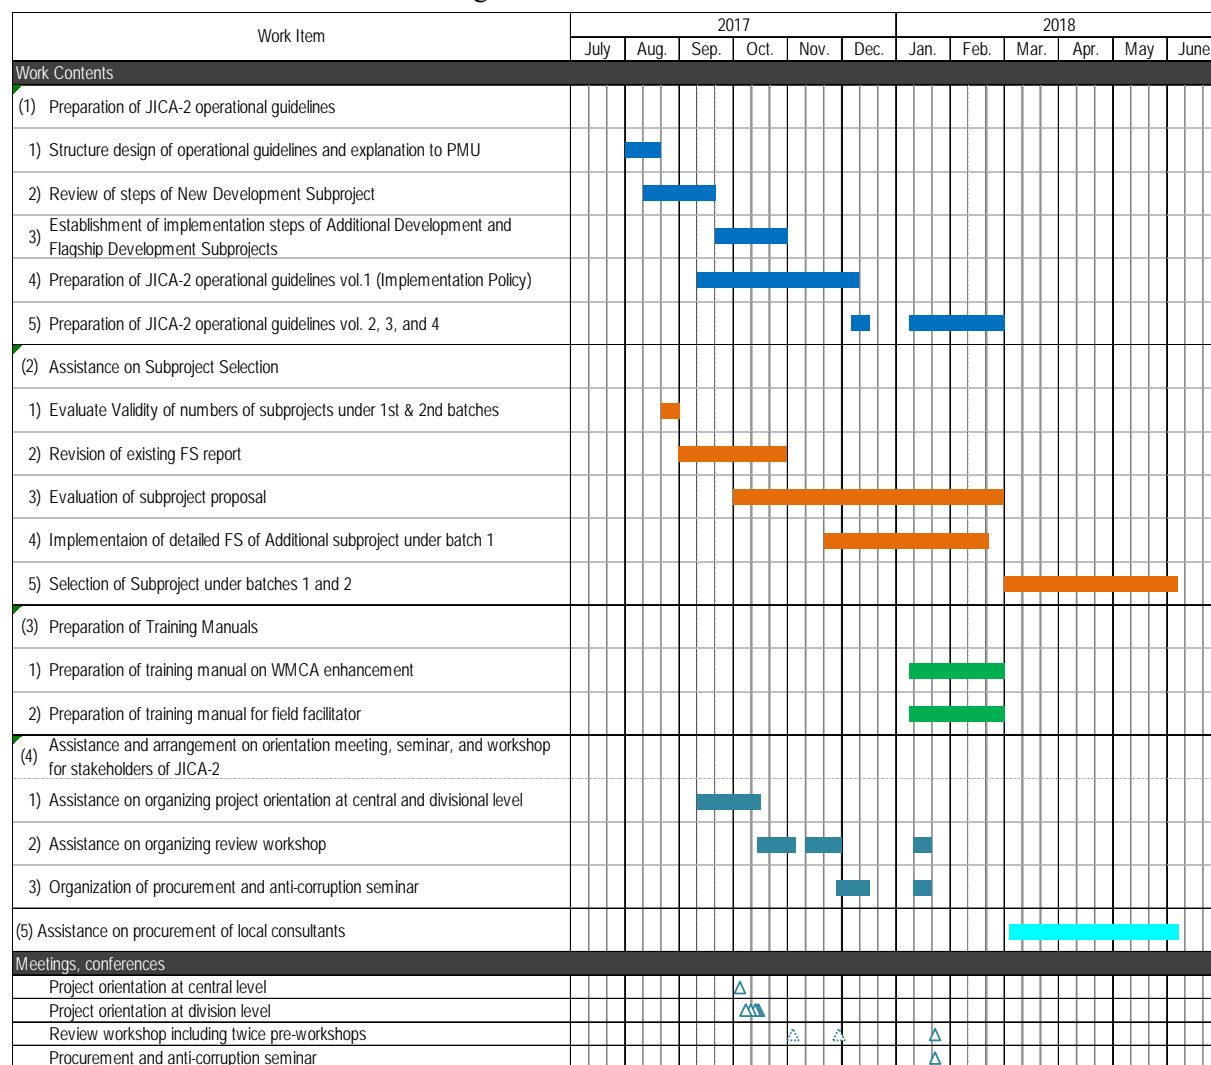 Work Item
2017
2018
July Aug. Sep. Oct. Nov. Dec. Jan. Feb. Mar. Apr. May June
Work Contents
(1) Preparation of JICA-2 operational guidelines
1) Structure design of operational guidelines and explanation to PMU
2) Review of steps of New Development Subproject
3) Establishment of implementation steps of Additional Development and
Flagship Development Subprojects
4) Preparation of JICA-2 operational guidelines vol.1 (Implementation Policy)
5) Preparation of JICA-2 operational guidelines vol. 2, 3, and 4
(2) Assistance on Subproject Selection
1) Evaluate Validity of numbers of subprojects under 1st & 2nd batches
2) Revision of existing FS report
3) Evaluation of subproject proposal
4) Implementaion of detailed FS of Additional subproject under batch 1
5) Selection of Subproject under batches 1 and 2
(3) Preparation of Training Manuals
1) Preparation of training manual on WMCA enhancement
2) Preparation of training manual for field facilitator
(4) Assistance and arrangement on orientation meeting, seminar, and workshop
for stakeholders of JICA-2
1) Assistance on organizing project orientation at central and divisional level
2) Assistance on organizing review workshop
3) Organization of procurement and anti-corruption seminar
(5) Assistance on procurement of local consultants
Meetings, conferences
Project orientation at central level
Project orientation at division level
Review workshop including twice pre-workshops
Procurement and anti-corruption seminar